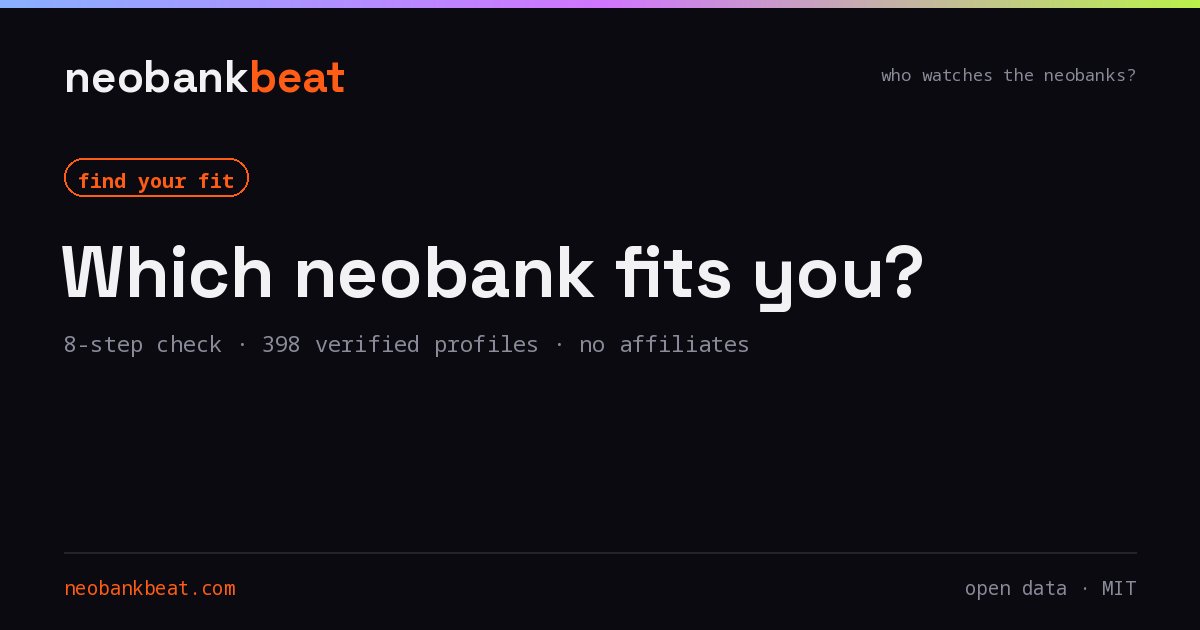 neobankbeat
who watches the neobanks?
find your fit
Which neobank fits you?
8-step check · 398 verified profiles · no affiliates
neobankbeat.com
open data · MIT